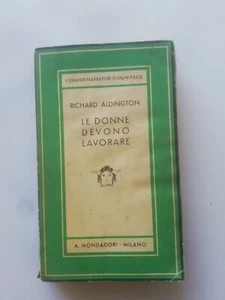 I GRANDI NARRATORI D'OGNI PAESE
RICHARD ALDINGTON
LE DONNE
DEVONO
LAVORARE
A. MONDADORI - MILANO